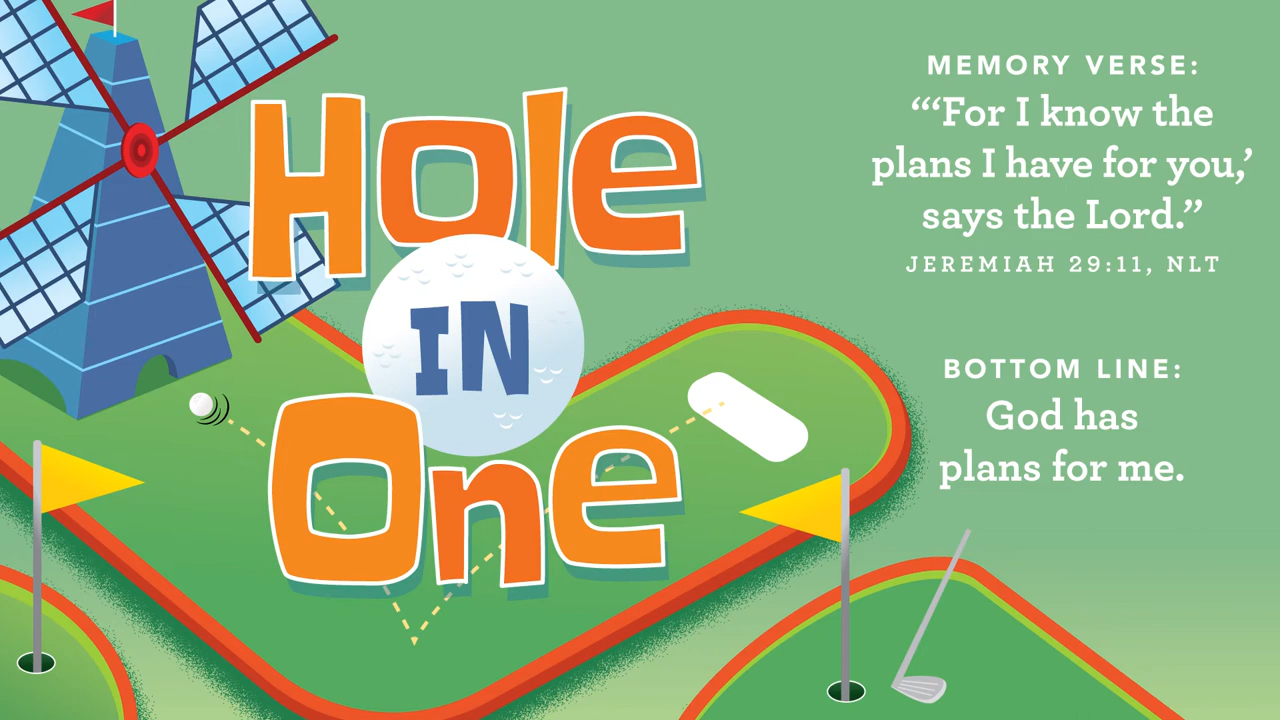 Hole
IN
One
MEMORY VERSE:
“‘For I know the
plans I have for you,’
says the Lord.”
JEREMIAH 29:11, NLT
BOTTOM LINE:
God has
plans for me.